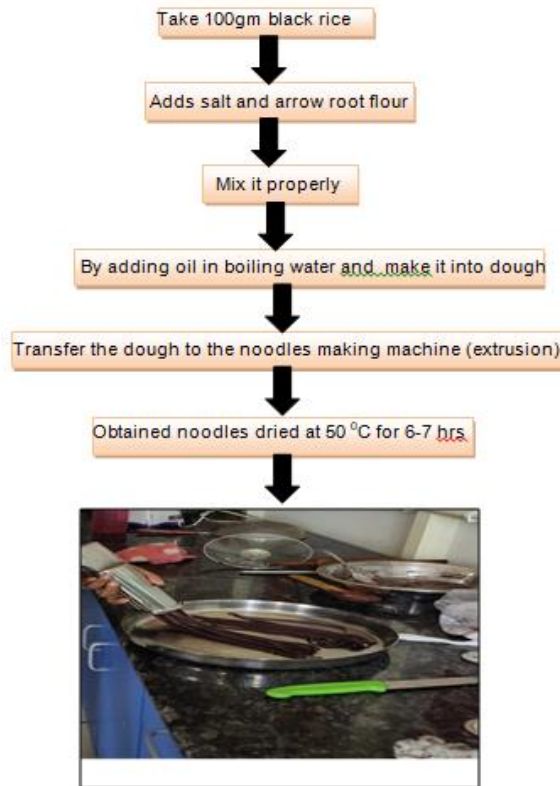 Take 100gm black rice
Adds salt and arrow root flour
Mix it properly
By adding oil in boiling water and make it into dough
Transfer the dough to the noodles making machine (extrusion)
Obtained noodles dried at 50 ⁰C for 6-7 hrs